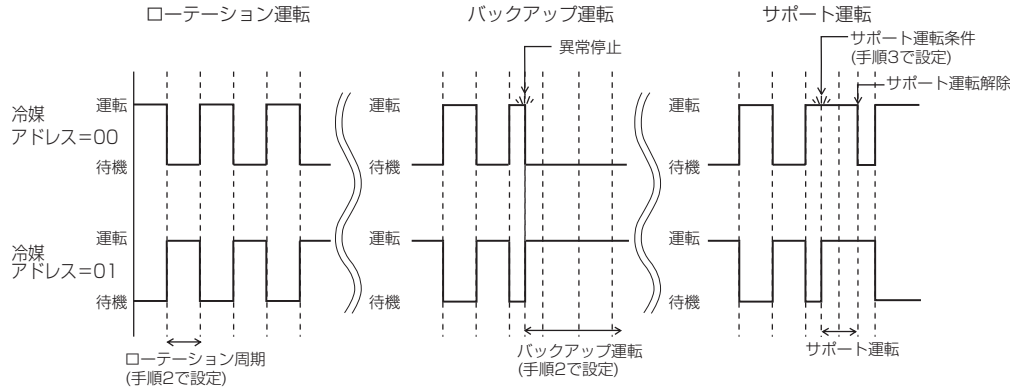 ローテーション運転
バックアップ運転
サポート運転
異常停止
サポート運転条件
(手順3で設定)
サポート運転解除
冷媒
アドレス=00
運転
待機
運転
待機
運転
待機
冷媒
アドレス=01
運転
待機
運転
待機
運転
待機
ローテーション周期
(手順2で設定)
バックアップ運転
(手順2で設定)
サポート運転